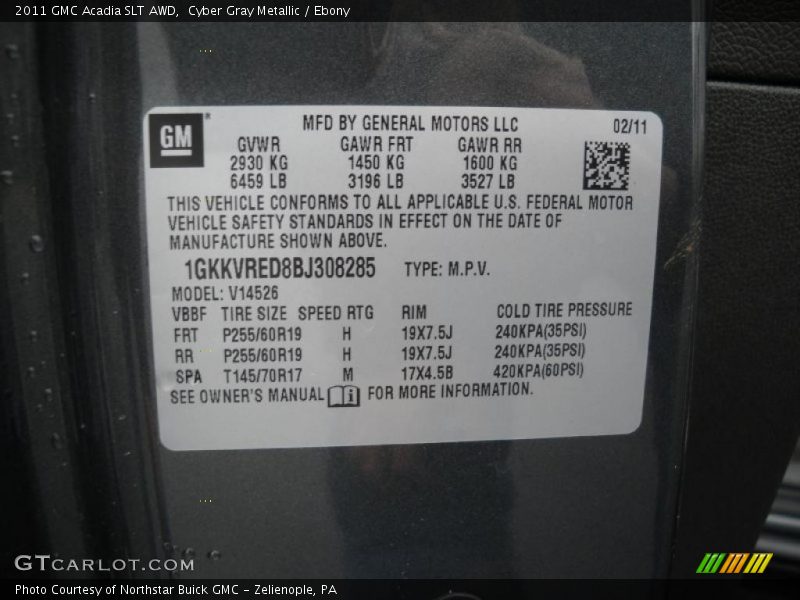 2011 GMC Acadia SLT AWD,  Cyber Gray Metallic / Ebony
GM
MFD BY GENERAL MOTORS LLC 02/11
GVWR GAWR FRT GAWR RR
2930 KG 1450 KG 1600 KG
6459 LB 3196 LB 3527 LB
THIS VEHICLE CONFORMS TO ALL APPLICABLE U.S. FEDERAL MOTOR
VEHICLE SAFETY STANDARDS IN EFFECT ON THE DATE OF
MANUFACTURE SHOWN ABOVE.
1GKKVRED8BJ308285 TYPE: M.P.V.
MODEL: V14526
VBBF TIRE SIZE SPEED RTG RIM COLD TIRE PRESSURE
FRT P255/60R19 H 19X7.5J 240KPA(35PSI)
RR P255/60R19 H 19X7.5J 240KPA(35PSI)
SPA T145/70R17 M 17X4.5B 420KPA(60PSI)
SEE OWNER'S MANUAL i FOR MORE INFORMATION.
GTCARLOT.COM
Photo Courtesy of Northstar Buick GMC - Zelienople, PA